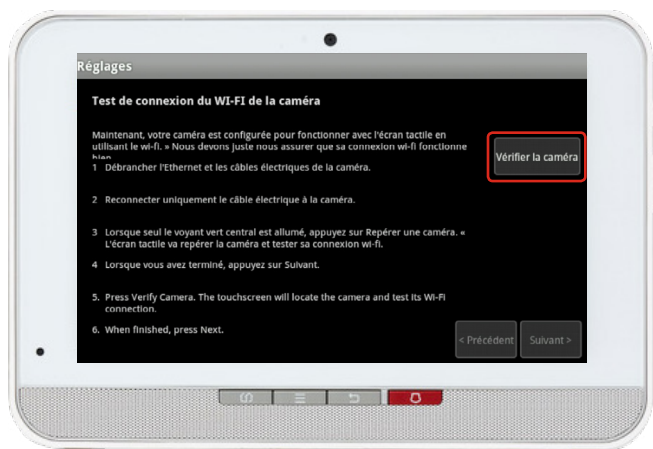 Réglages
Test de connexion du WI-FI de la caméra
Maintenant, votre caméra est configurée pour fonctionner avec l'écran tactile en
utilisant le wi-fi. » Nous devons juste nous assurer que sa connexion wi-fi fonctionne
bien
Vérifier la caméra
1 Débrancher l'Ethernet et les câbles électriques de la caméra.
2 Reconnecter uniquement le câble électrique à la caméra.
3 Lorsque seul le voyant vert central est allumé, appuyez sur Repérer une caméra. «
L'écran tactile va repérer la caméra et tester sa connexion wi-fi.
4 Lorsque vous avez terminé, appuyez sur Suivant.
5. Press Verify Camera. The touchscreen will locate the camera and test its Wi-Fi
connection.
6. When finished, press Next.
< Précédent
Suivant >